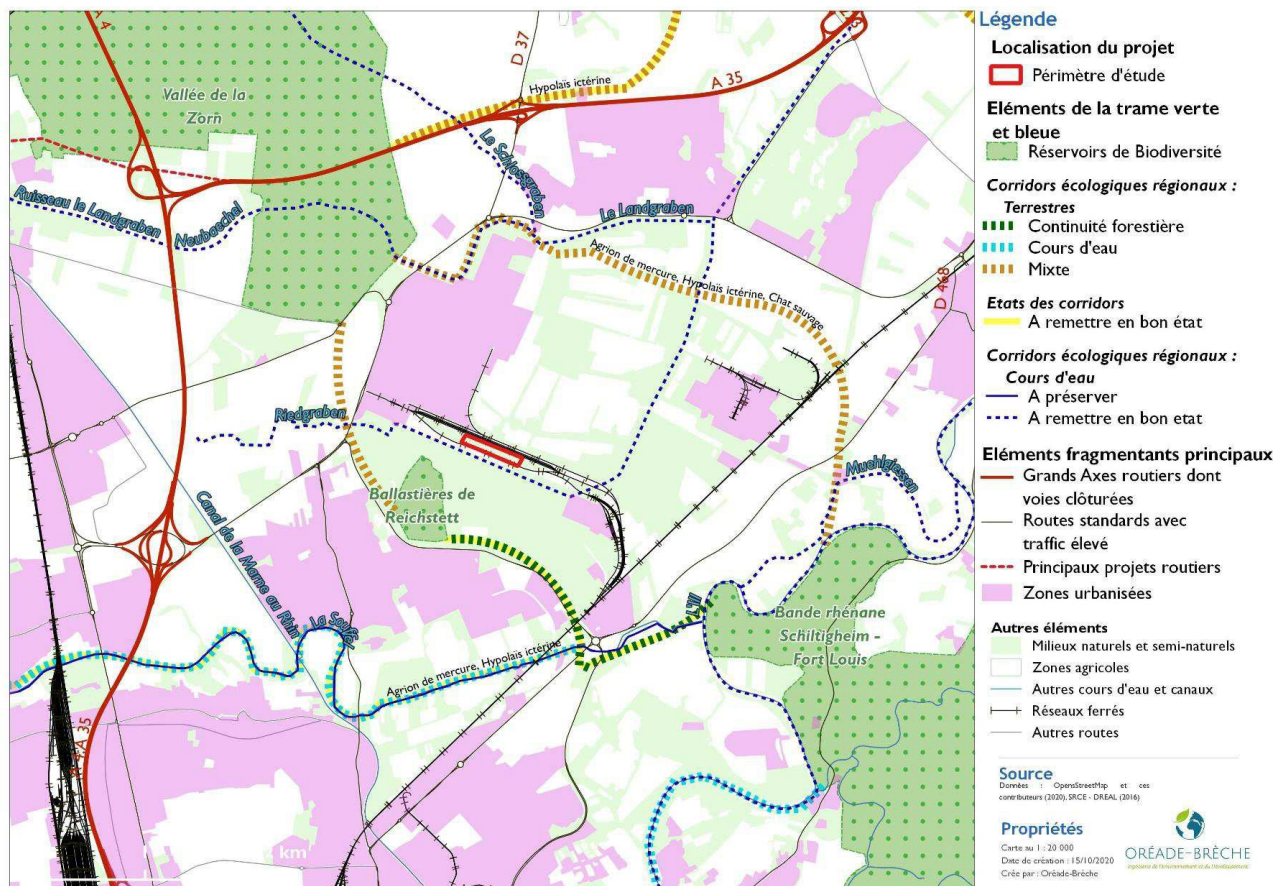 A 4
D 37
A 35
Vallée de la
Zorn
Hypolaïs ictérine
Le Schlossgraben
Ruisseau le Landgraben
Neubaechel
Le Landgraben
Agrion de mercure, Hypolaïs ictérine, Chat sauvage
D 468
Riedgraben
Muehlgiessen
Ballastières de
Reichstett
Canal de la Marne au Rhin
La Souffel
L'Ill
Bande rhénane
Schiltigheim -
Fort Louis
Agrion de mercure, Hypolaïs ictérine
A 4;A 35
km
Légende
Localisation du projet
Périmètre d'étude
Eléments de la trame verte
et bleue
Réservoirs de Biodiversité
Corridors écologiques régionaux :
Terrestres
Continuité forestière
Cours d'eau
Mixte
Etats des corridors
A remettre en bon état
Corridors écologiques régionaux :
Cours d'eau
A préserver
A remettre en bon etat
Eléments fragmentants principaux
Grands Axes routiers dont
voies clôturées
Routes standards avec
traffic élevé
Principaux projets routiers
Zones urbanisées
Autres éléments
Milieux naturels et semi-naturels
Zones agricoles
Autres cours d'eau et canaux
Réseaux ferrés
Autres routes
Source
Données : OpensStreetMap et ces
contributeurs (2020), SRCE - DREAL (2016)
Propriétés
Carte au 1 : 20 000
Date de création : 15/10/2020
Crée par : Oréade-Brèche
ORÉADE-BRÈCHE